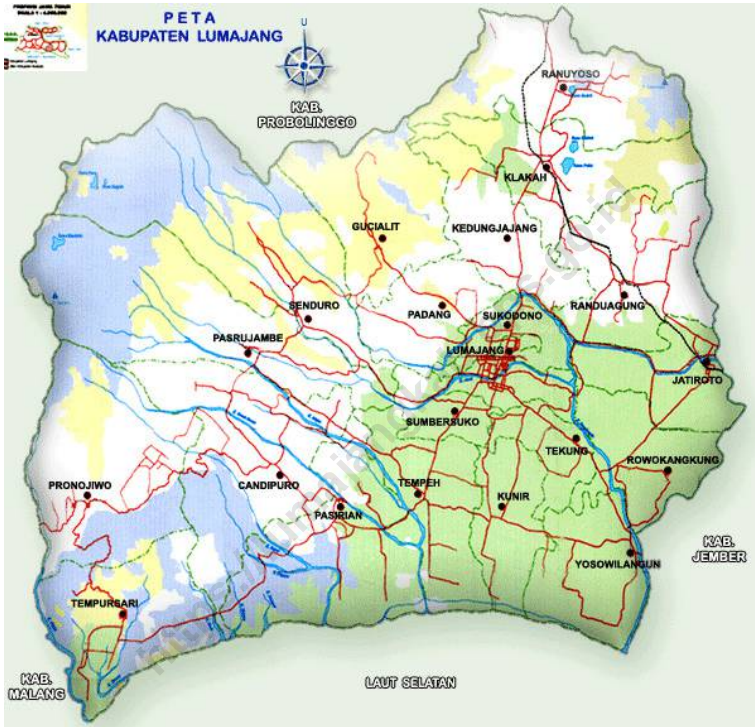 PETA
KABUPATEN LUMAJANG
U
KAB.
PROBOLINGGO
RANUYOSO
KLAKAH
GUCIALIT
KEDUNGJAJANG
SENDURO
PADANG
SUKODONO
RANDUAGUNG
PASRUJAMBE
LUMAJANG
JATIROTO
SUMBERSUKO
TEKUNG
ROWOKANGKUNG
PRONOJIWO
CANDIPURO
TEMPEH
KUNIR
PASIRIAN
KAB.
JEMBER
YOSOWILANGUN
TEMPURSARI
KAB.
MALANG
LAUT SELATAN